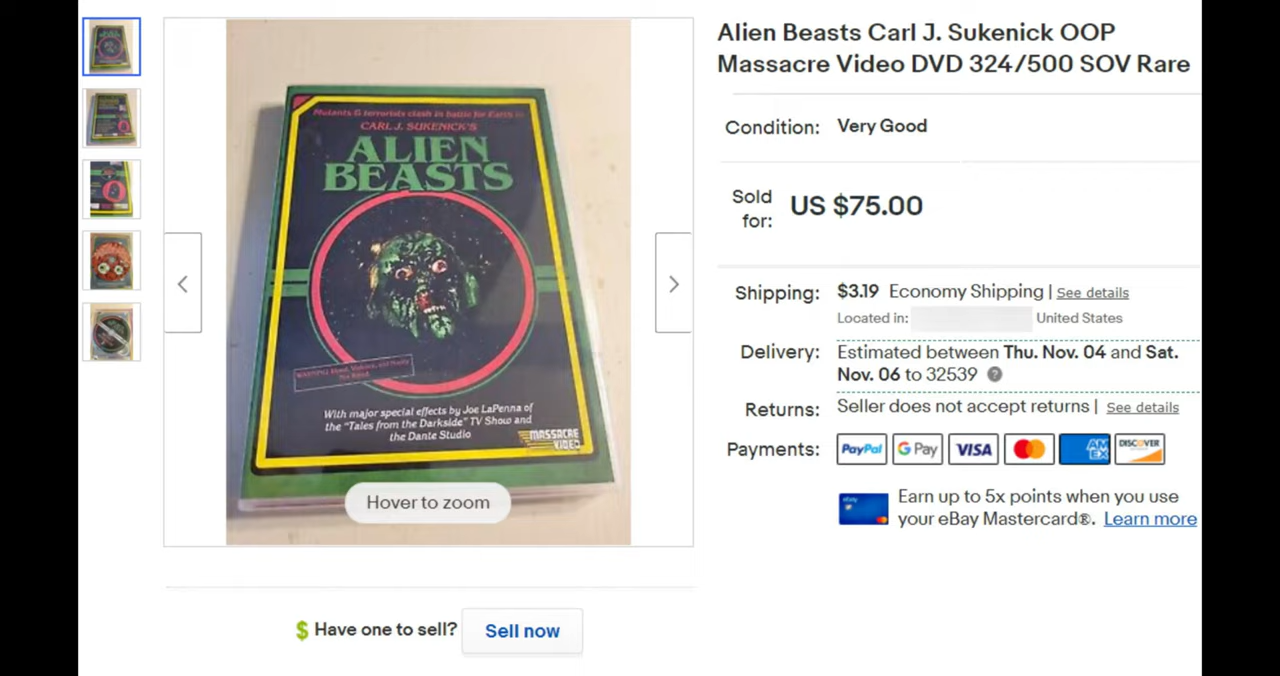 Alien Beasts Carl J. Sukenick OOP
Massacre Video DVD 324/500 SOV Rare
Condition: Very Good
Sold for: US $75.00
Shipping: $3.19 Economy Shipping | See details
Located in: United States
Delivery: Estimated between Thu. Nov. 04 and Sat.
Nov. 06 to 32539 ?
Returns: Seller does not accept returns | See details
Payments: PayPal G Pay VISA AM EX DISCOVER
Earn up to 5x points when you use
your eBay Mastercard®. Learn more
Mutants & terrorists clash in battle for Earth in
CARL J. SUKENICK'S
ALIEN
BEASTS
With major special effects by Joe LaPenna of
the "Tales from the Darkside" TV Show and
the Dante Studio
MASSACRE
VIDEO
Hover to zoom
$ Have one to sell? Sell now